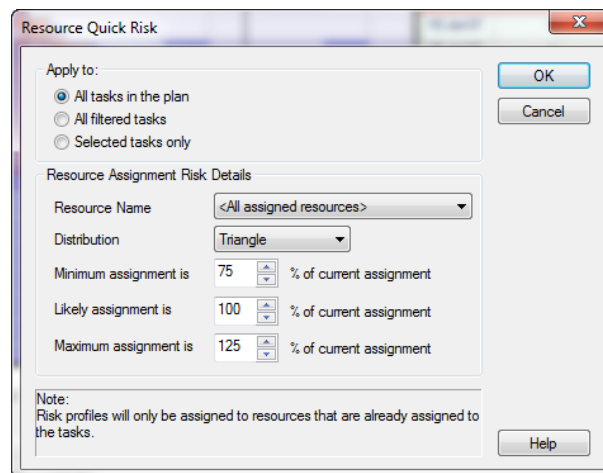 Resource Quick Risk
Apply to:
All tasks in the plan
All filtered tasks
Selected tasks only
OK
Cancel
Resource Assignment Risk Details
Resource Name <All assigned resources>
Distribution Triangle
Minimum assignment is 75 % of current assignment
Likely assignment is 100 % of current assignment
Maximum assignment is 125 % of current assignment
Note:
Risk profiles will only be assigned to resources that are already assigned to
the tasks.
Help